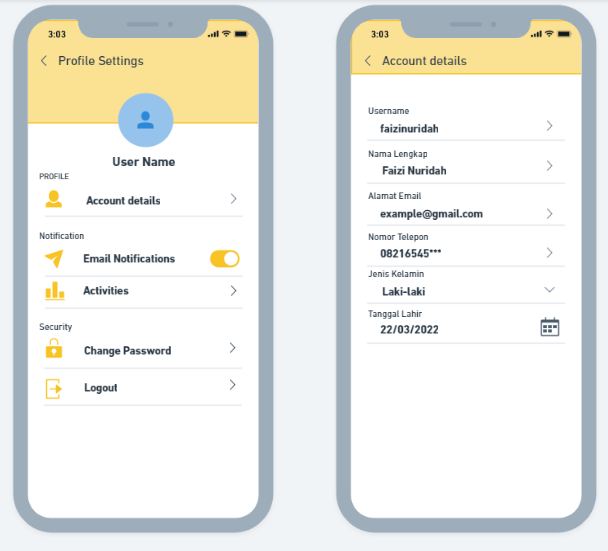 3:03
Profile Settings
User Name
PROFILE
Account details
Notification
Email Notifications
Activities
Security
Change Password
Logout
3:03
Account details
Username
faizinuridah
Nama Lengkap
Faizi Nuridah
Alamat Email
example@gmail.com
Nomor Telepon
08216545***
Jenis Kelamin
Laki-laki
Tanggal Lahir
22/03/2022